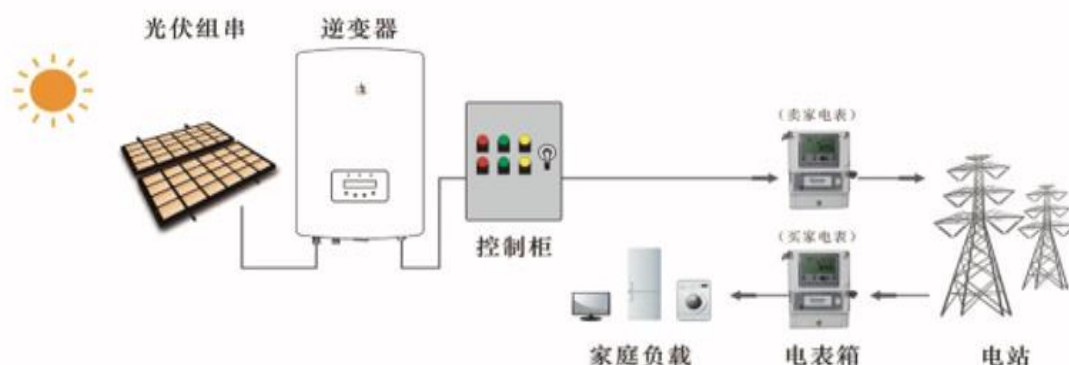 光伏组串
逆变器
（卖家电表）
控制柜
（买家电表）
家庭负载
电表箱
电站